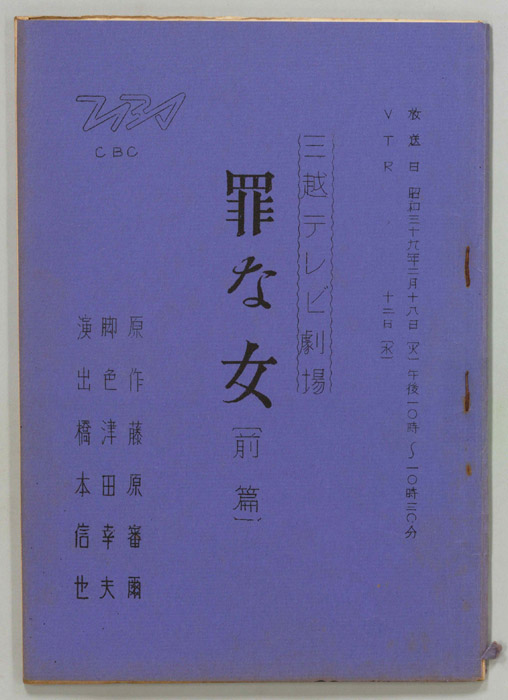 放送日 昭和三十九年二月十八日(火)午後一〇時〜一〇時三〇分
VTR 十二日(水)
三越テレビ劇場
罪な女
[前篇]
CBC
原作 藤原審爾
脚色 津田幸夫
演出 橋本信也